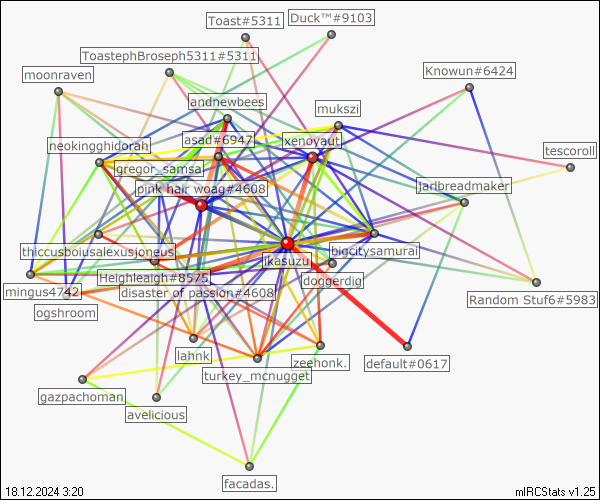 Toast#5311
Duck™#9103
ToastephBroseph5311#5311
moonraven
Knowun#6424
andnewbees
mukszi
neokingghidorah
asad#6947
xenoyaut
tescoroll
gregor_samsa
pink hair woag#4608
jarbreadmaker
thiccusboiusalexusjoneus
bigcitysamurai
ikasuzu
Heighleaigh#8575
doggerdig
mingus4742
disaster of passion#4608
Random Stuf6#5983
ogshroom
lahnk
zeehonk.
default#0617
turkey_mcnugget
gazpachoman
avelicious
facadas.
18.12.2024 3:20
mIRCStats v1.25